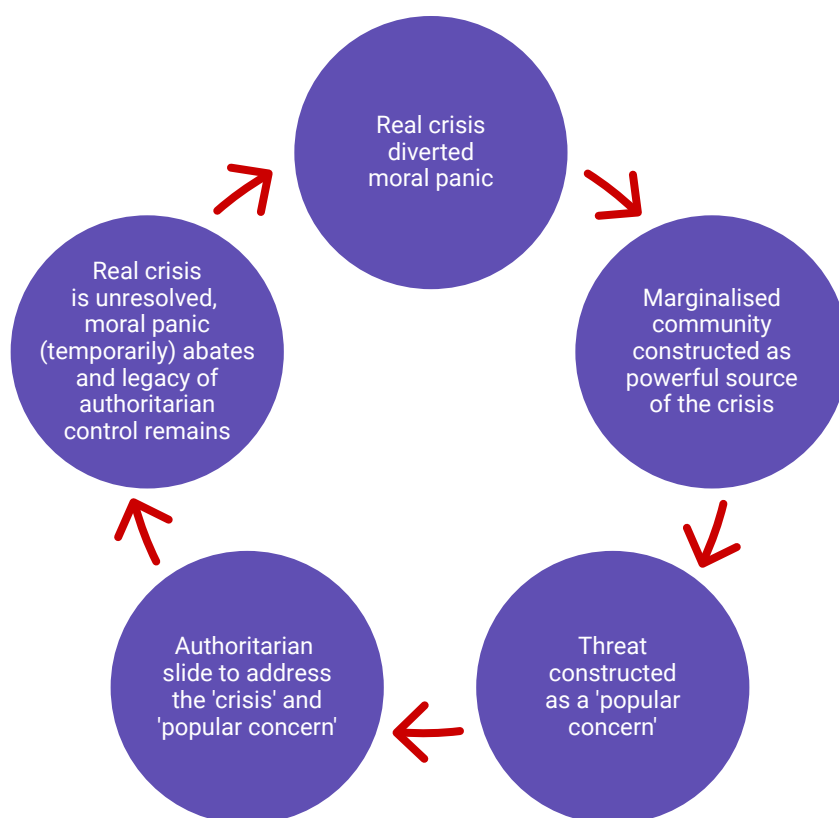 Real crisis
diverted
moral panic
Marginalised
community
constructed as
powerful source
of the crisis
Threat
constructed
as a 'popular
concern'
Authoritarian
slide to address
the 'crisis' and
'popular concern'
Real crisis
is unresolved,
moral panic
(temporarily) abates
and legacy of
authoritarian
control remains